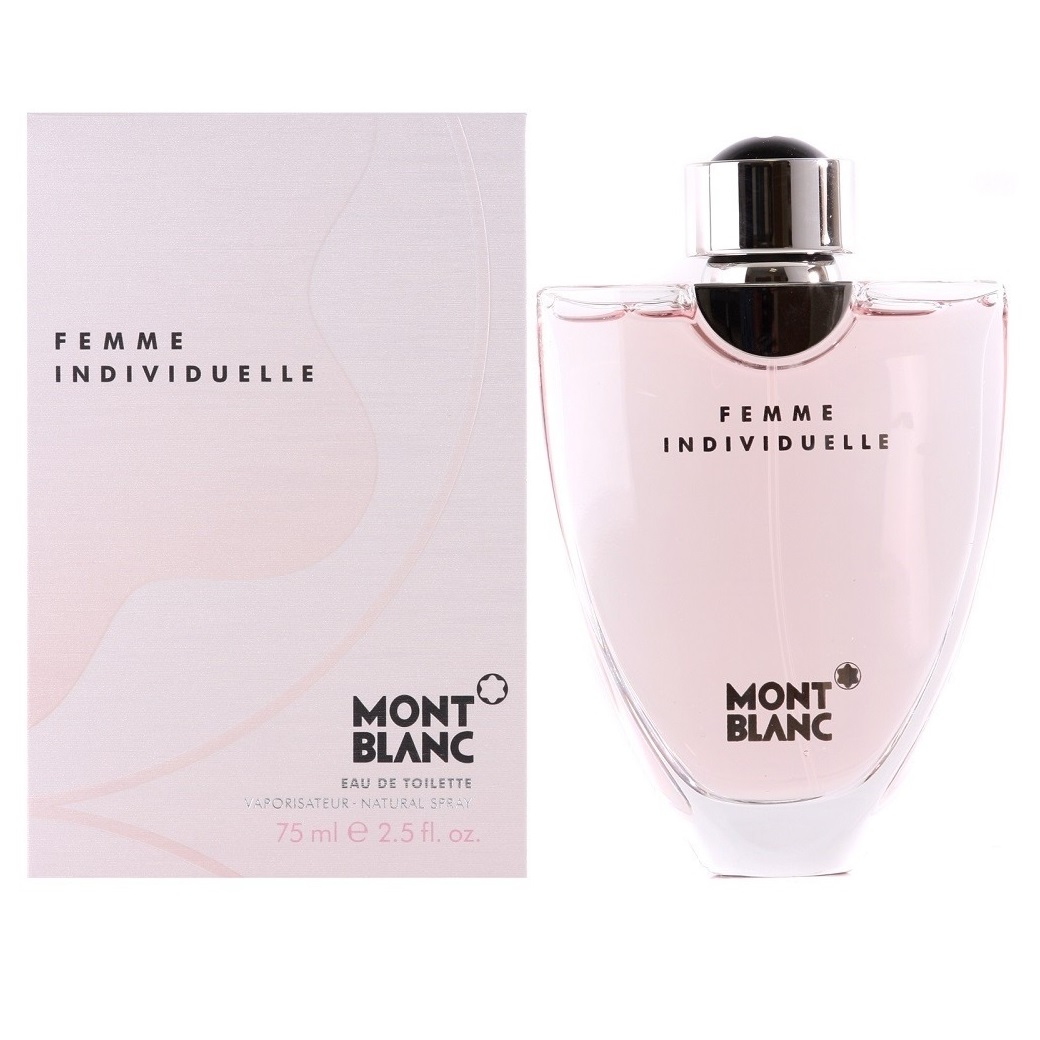 FEMME
INDIVIDUELLE
MONT
BLANC
EAU DE TOILETTE
VAPORISATEUR - NATURAL SPRAY
75 ml ℮ 2.5 fl. oz.
FEMME
INDIVIDUELLE
MONT
BLANC